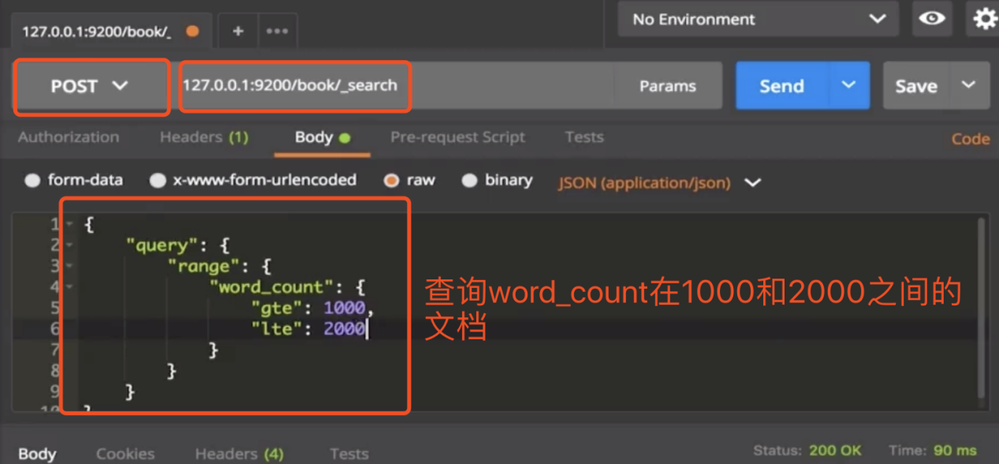 127.0.0.1:9200/book/_
+
•••
No Environment
POST
127.0.0.1:9200/book/_search
Params
Send
Save
Authorization
Headers (1)
Body
Pre-request Script
Tests
Code
form-data
x-www-form-urlencoded
raw
binary
JSON (application/json)
1 {
2 "query": {
3 "range": {
4 "word_count": {
5 "gte": 1000,
6 "lte": 2000
7 }
8 }
9 }
10 }
查询word_count在1000和2000之间的
文档
Body
Cookies
Headers (4)
Tests
Status: 200 OK
Time: 90 ms